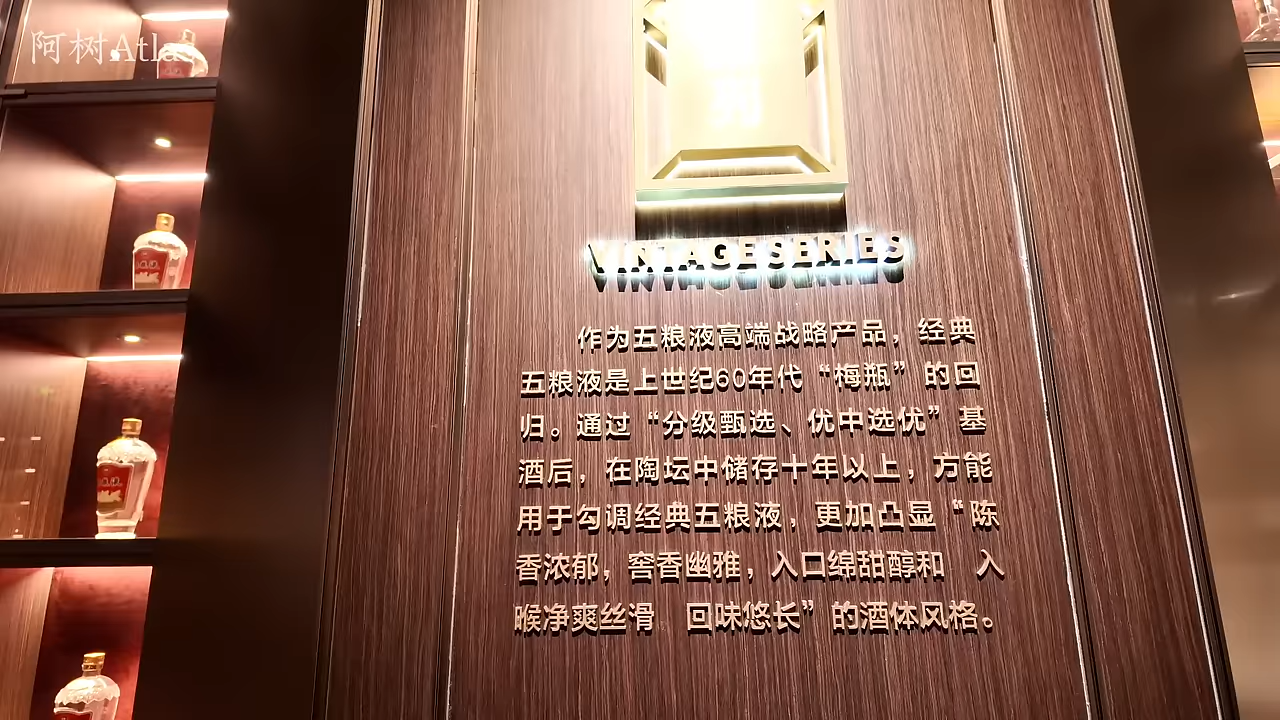 阿树Atlas
VINTAGE SERIES
作为五粮液高端战略产品，经典
五粮液是上世纪60年代“梅瓶”的回
归。通过“分级甄选、优中选优”基
酒后，在陶坛中储存十年以上，方能
用于勾调经典五粮液，更加凸显“陈
香浓郁，窖香幽雅，入口绵甜醇和　入
喉净爽丝滑　回味悠长”的酒体风格。